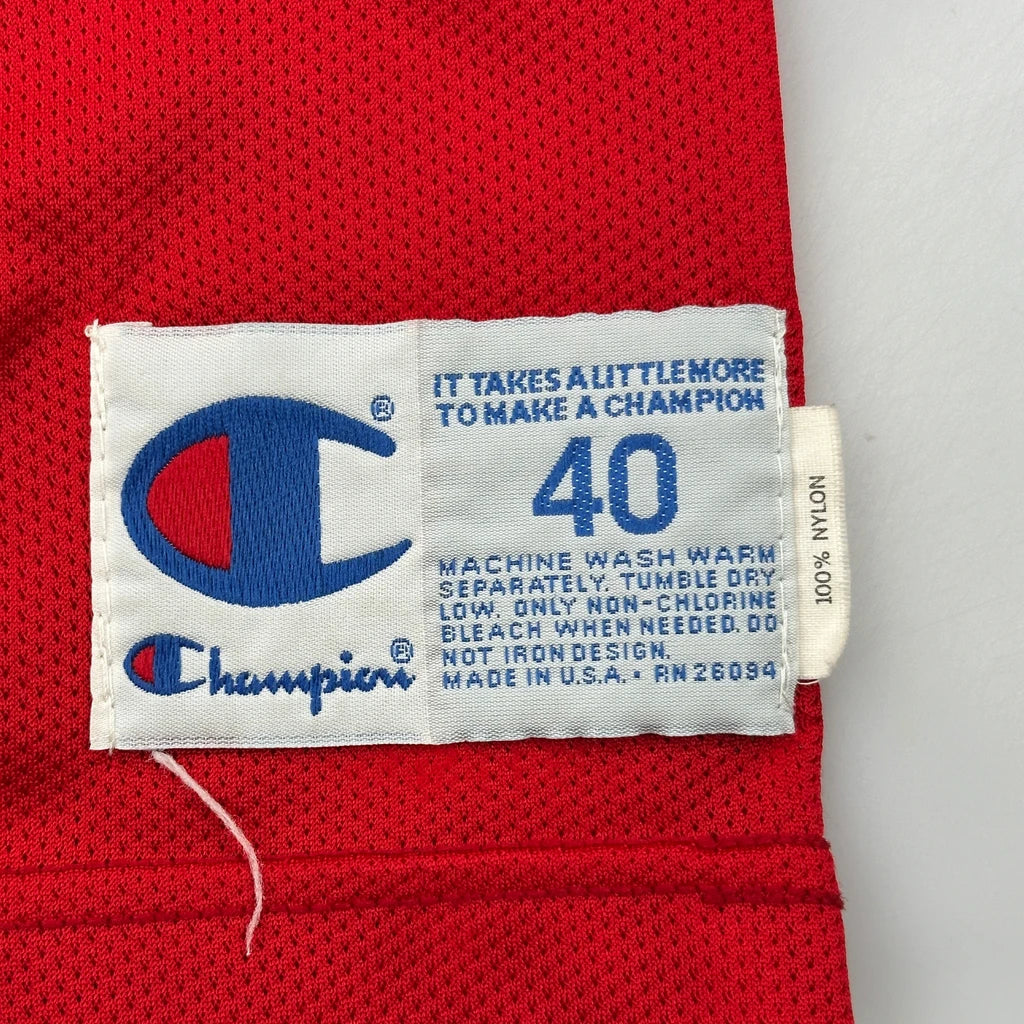 IT TAKES A LITTLE MORE
TO MAKE A CHAMPION
40
MACHINE WASH WARM
SEPARATELY. TUMBLE DRY
LOW. ONLY NON-CHLORINE
BLEACH WHEN NEEDED. DO
NOT IRON DESIGN.
MADE IN U.S.A. • RN 26094
®
Champion®
100% NYLON